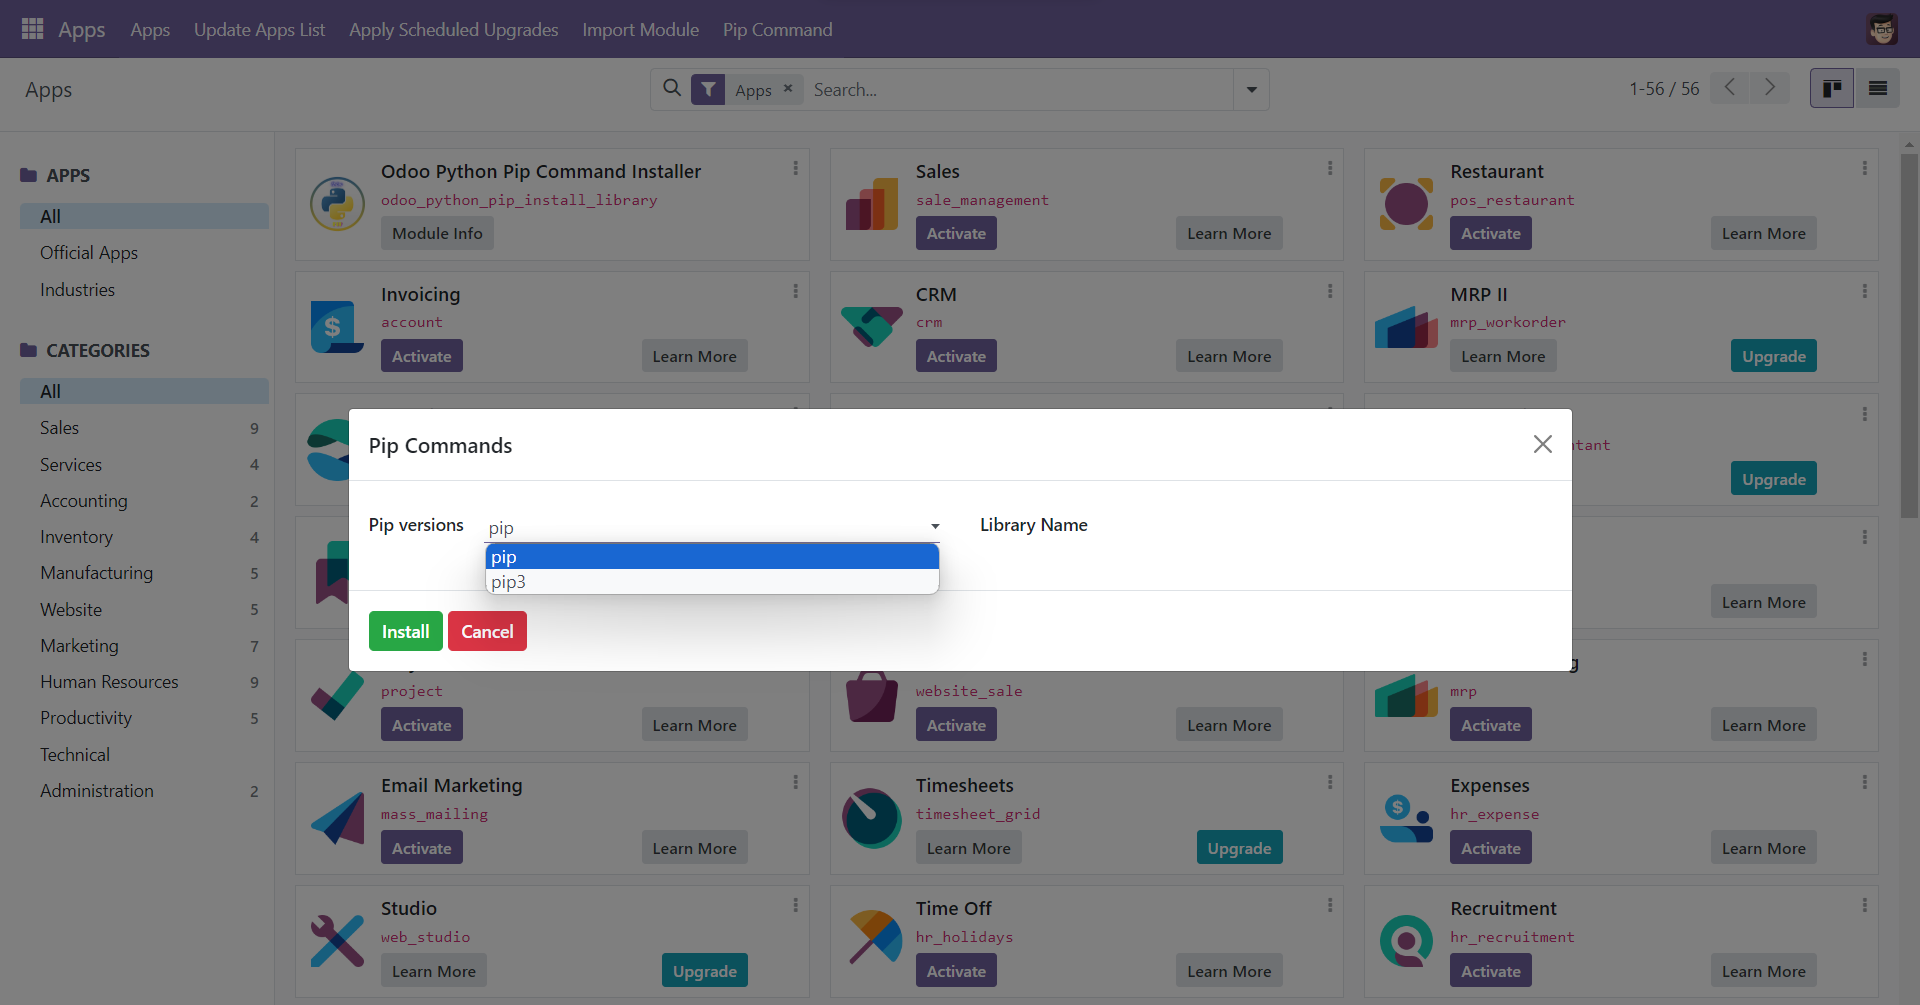 Apps Apps Update Apps List Apply Scheduled Upgrades Import Module Pip Command
Apps
Apps × Search...
1-56 / 56
APPS
All
Official Apps
Industries
CATEGORIES
All
Sales 9
Services 4
Accounting 2
Inventory 4
Manufacturing 5
Website 5
Marketing 7
Human Resources 9
Productivity 5
Technical
Administration 2
Odoo Python Pip Command Installer
odoo_python_pip_install_library
Module Info
Sales
sale_management
Activate Learn More
Restaurant
pos_restaurant
Activate Learn More
Invoicing
account
Activate Learn More
CRM
crm
Activate Learn More
MRP II
mrp_workorder
Learn More Upgrade
tant
Upgrade
Learn More
Pip Commands
Pip versions pip
pip
pip3
Library Name
Install Cancel
project
Activate Learn More
website_sale
Activate Learn More
g
mrp
Activate Learn More
Email Marketing
mass_mailing
Activate Learn More
Timesheets
timesheet_grid
Learn More Upgrade
Expenses
hr_expense
Activate Learn More
Studio
web_studio
Learn More Upgrade
Time Off
hr_holidays
Activate Learn More
Recruitment
hr_recruitment
Activate Learn More